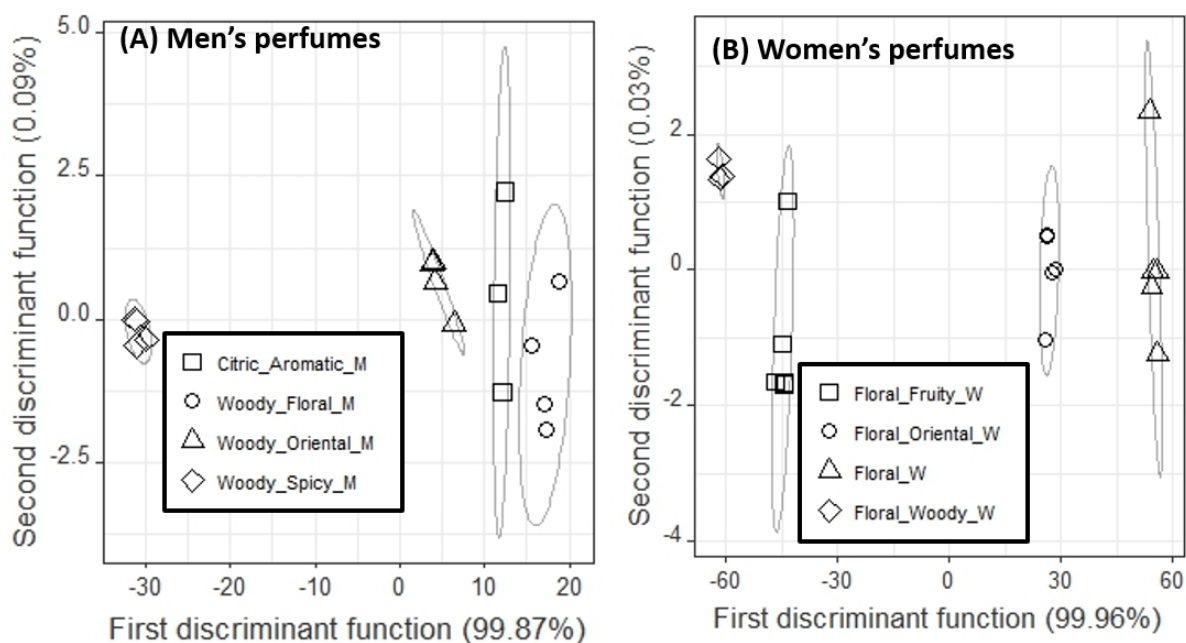 (A) Men's perfumes
Second discriminant function (0.09%)
5.0
2.5
0.0
-2.5
Citric_Aromatic_M
Woody_Floral_M
Woody_Oriental_M
Woody_Spicy_M
-30 -20 -10 0 10 20
First discriminant function (99.87%)
(B) Women's perfumes
Second discriminant function (0.03%)
2
0
-2
-4
Floral_Fruity_W
Floral_Oriental_W
Floral_W
Floral_Woody_W
-60 -30 0 30 60
First discriminant function (99.96%)